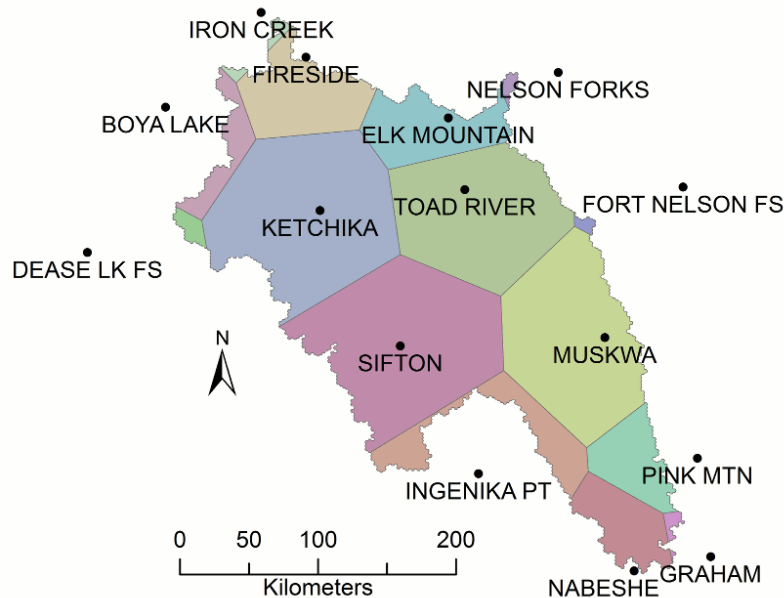 IRON CREEK
FIRESIDE
NELSON FORKS
BOYA LAKE
ELK MOUNTAIN
TOAD RIVER
FORT NELSON FS
KETCHIKA
DEASE LK FS
N
SIFTON
MUSKWA
INGENIKA PT
PINK MTN
0 50 100 200
Kilometers
NABESHE
GRAHAM